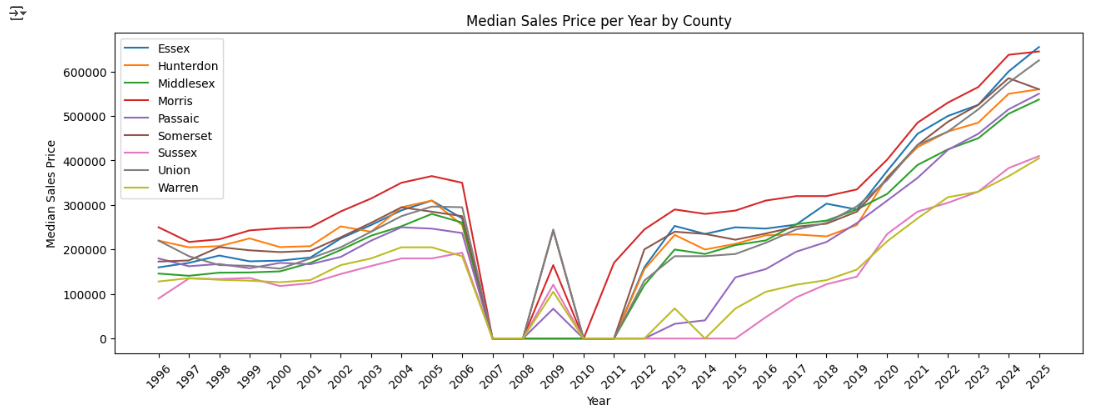 Median Sales Price per Year by County
Essex
Hunterdon
Middlesex
Morris
Passaic
Somerset
Sussex
Union
Warren
Median Sales Price
600000
500000
400000
300000
200000
100000
0
1996 1997 1998 1999 2000 2001 2002 2003 2004 2005 2006 2007 2008 2009 2010 2011 2012 2013 2014 2015 2016 2017 2018 2019 2020 2021 2022 2023 2024 2025
Year